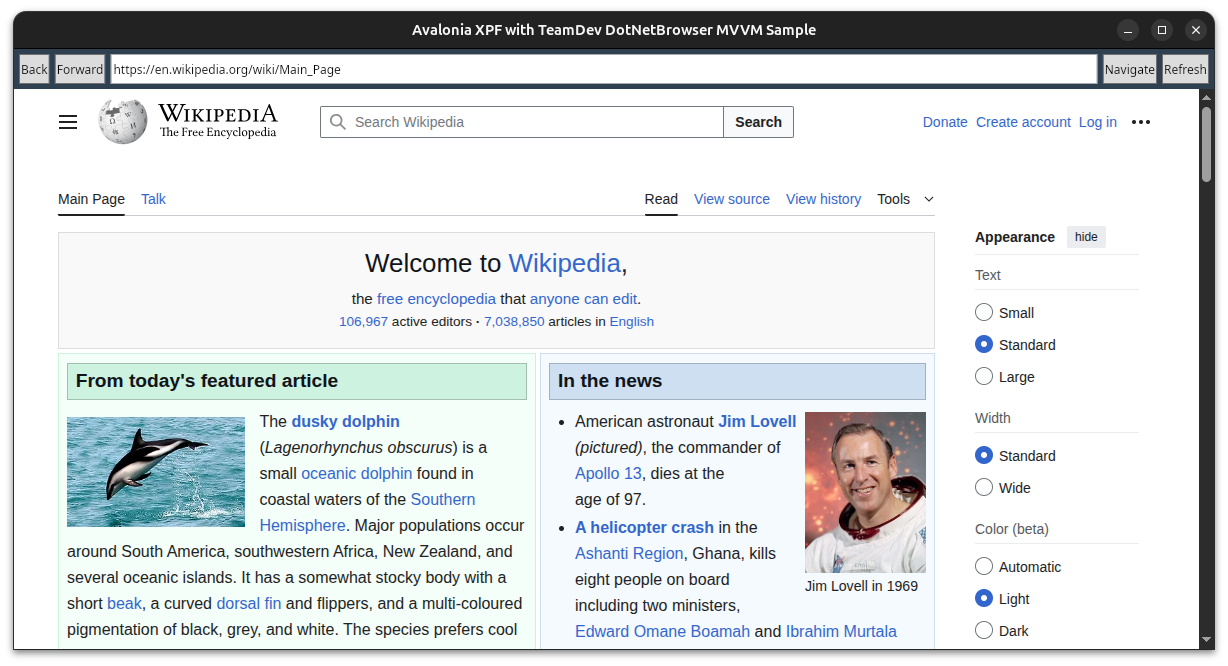 Avalonia XPF with TeamDev DotNetBrowser MVVM Sample
Back Forward https://en.wikipedia.org/wiki/Main_Page Navigate Refresh
WIKIPEDIA
The Free Encyclopedia
Search Wikipedia Search
Donate Create account Log in
Main Page Talk Read View source View history Tools
Welcome to Wikipedia,
the free encyclopedia that anyone can edit.
106,967 active editors · 7,038,850 articles in English
From today's featured article
The dusky dolphin
(Lagenorhynchus obscurus) is a
small oceanic dolphin found in
coastal waters of the Southern
Hemisphere. Major populations occur
around South America, southwestern Africa, New Zealand, and
several oceanic islands. It has a somewhat stocky body with a
short beak, a curved dorsal fin and flippers, and a multi-coloured
pigmentation of black, grey, and white. The species prefers cool
In the news
American astronaut Jim Lovell
(pictured), the commander of
Apollo 13, dies at the
age of 97.
A helicopter crash in the
Ashanti Region, Ghana, kills
eight people on board
including two ministers,
Edward Omane Boamah and Ibrahim Murtala
Jim Lovell in 1969
Appearance hide
Text
Small
Standard
Large
Width
Standard
Wide
Color (beta)
Automatic
Light
Dark